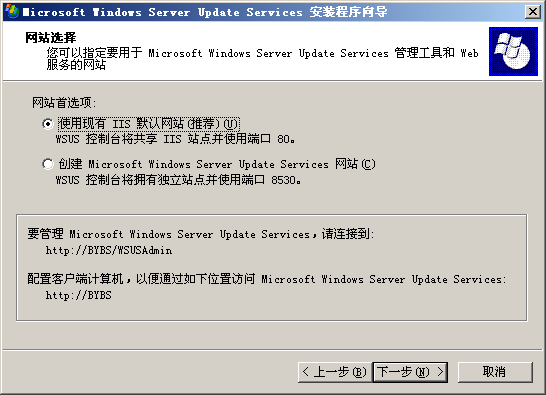 Microsoft Windows Server Update Services 安装程序向导
网站选择
您可以指定要用于 Microsoft Windows Server Update Services 管理工具和 Web
服务的网站
网站首选项:
使用现有 IIS 默认网站(推荐)(U)
WSUS 控制台将共享 IIS 站点并使用端口 80。
创建 Microsoft Windows Server Update Services 网站(C)
WSUS 控制台将拥有独立站点并使用端口 8530。
要管理 Microsoft Windows Server Update Services，请连接到:
http://BYBS/WSUSAdmin
配置客户端计算机，以便通过如下位置访问 Microsoft Windows Server Update Services:
http://BYBS
< 上一步(B) 下一步(N) > 取消